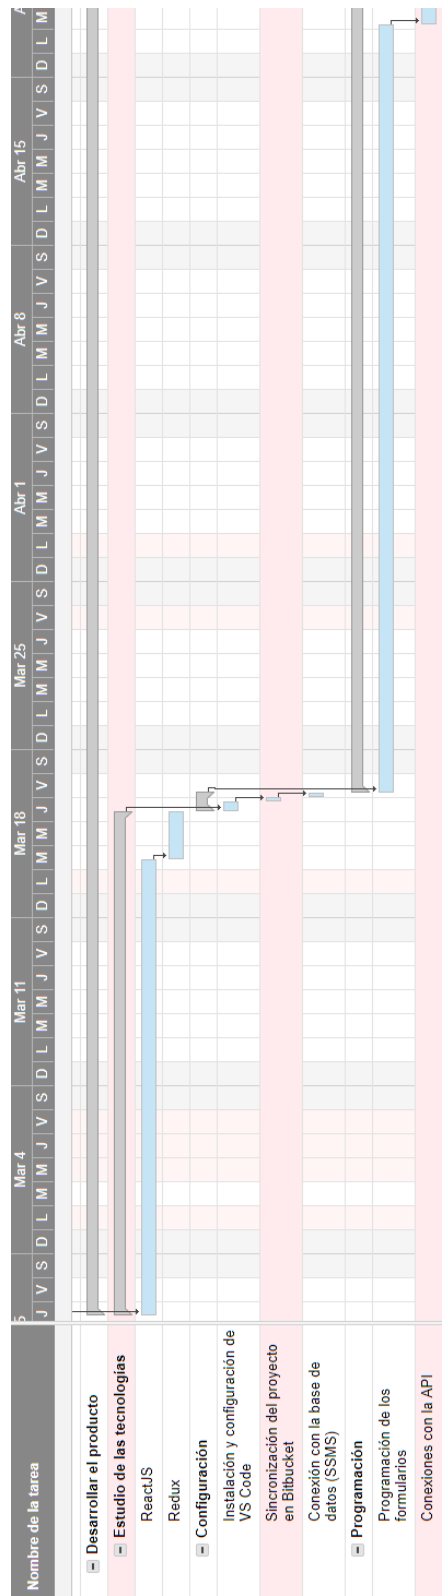 Nombre de la tarea
5 Mar 4 Mar 11 Mar 18 Mar 25 Abr 1 Abr 8 Abr 15
J V S D L M M J V S D L M M J V S D L M M J V S D L M M J V S D L M M J V S D L M M J V S D L M M J V S D L M
Desarrollar el producto
Estudio de las tecnologías
ReactJS
Redux
Configuración
Instalación y configuración de
VS Code
Sincronización del proyecto
en Bitbucket
Conexión con la base de
datos (SSMS)
Programación
Programación de los
formularios
Conexiones con la API